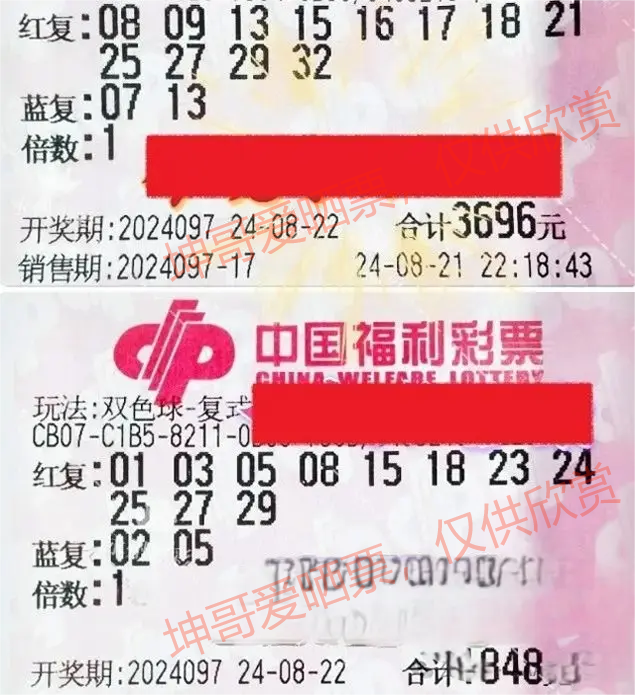 红复:08 09 13 15 16 17 18 21
25 27 29 32
蓝复:07 13
倍数:1
开奖期:2024097 24-08-22 合计3696元
销售期:2024097-17 24-08-21 22:18:43
坤哥爱晒票 仅供欣赏
中国福利彩票
CHINA WELFARE LOTTERY
玩法:双色球-复式
CB07-C1B5-8211-
红复:01 03 05 08 15 18 23 24
25 27 29
蓝复:02 05
倍数:1
坤哥爱晒票 仅供欣赏
开奖期:2024097 24-08-22 合计:848